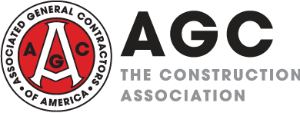 ASSOCIATED GENERAL CONTRACTORS
• OF AMERICA •
A G C
A
AGC
THE CONSTRUCTION
ASSOCIATION